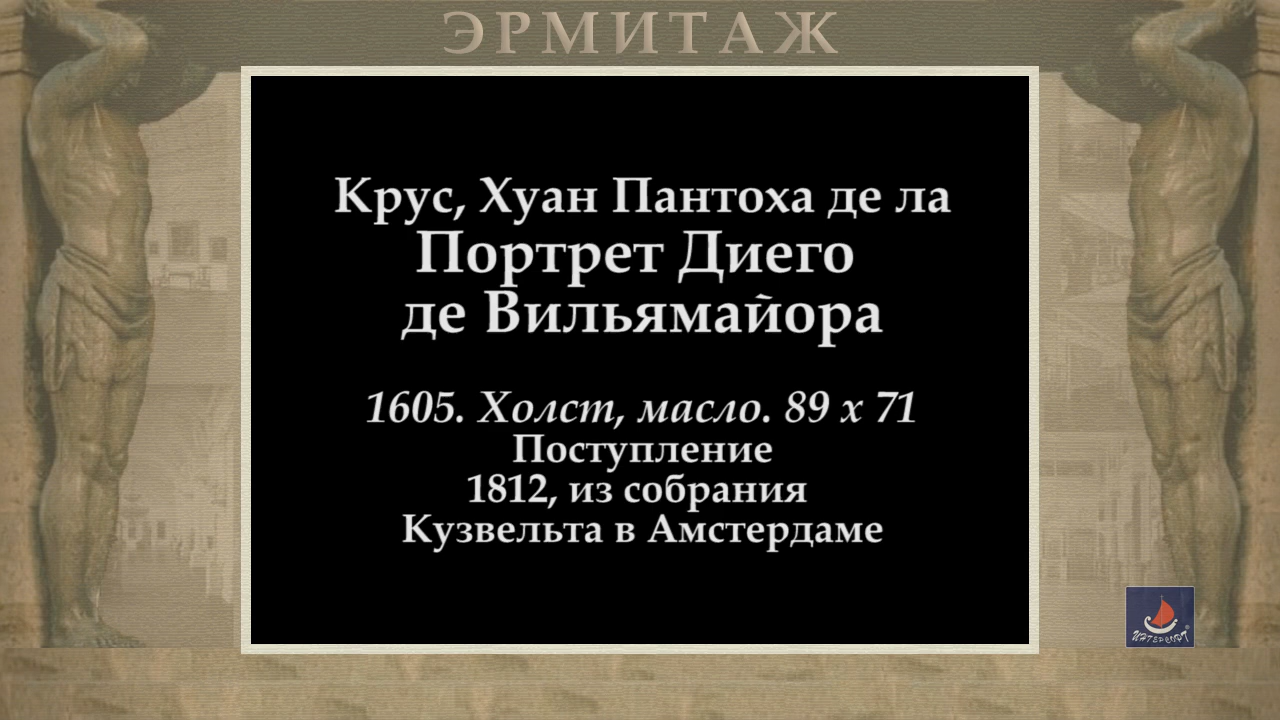 ЭРМИТАЖ
Крус, Хуан Пантоха де ла
Портрет Диего
де Вильямайора
1605. Холст, масло. 89 x 71
Поступление
1812, из собрания
Кузвельта в Амстердаме
ИНТЕРСОФТ